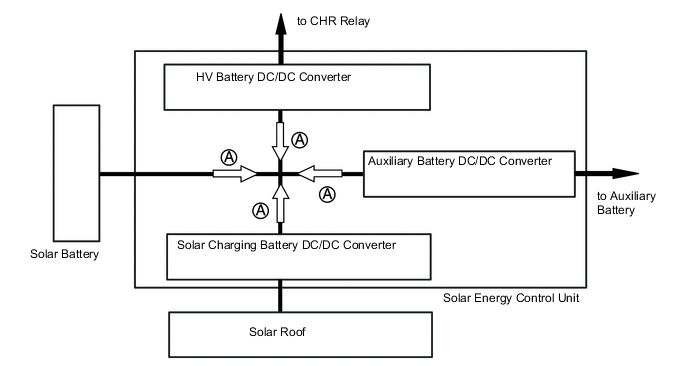 to CHR Relay
HV Battery DC/DC Converter
A
A
Auxiliary Battery DC/DC Converter
A
to Auxiliary
Battery
A
Solar Charging Battery DC/DC Converter
Solar Battery
Solar Energy Control Unit
Solar Roof